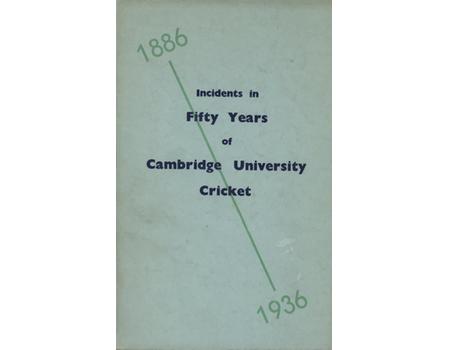 1886
Incidents in
Fifty Years
of
Cambridge University
Cricket
1936